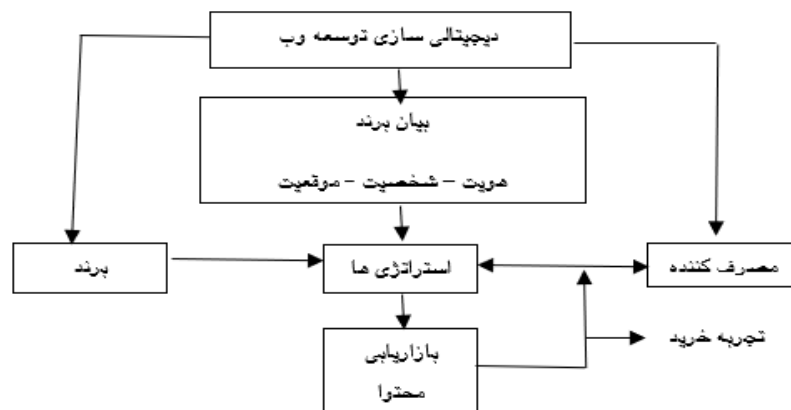 دیجیتالی سازی توسعه وب
بیان برند
هویت – شخصیت – موقعیت
برند
استراتژی ها
مصرف کننده
بازاریابی
محتوا
تجربه خرید